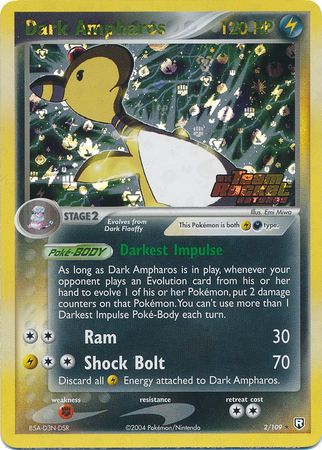 Dark Ampharos 120 HP
Team
Rocket
RETURNS
Illus. Emi Miwa
STAGE2
Evolves from
Dark Flaaffy
This Pokémon is both type.
Poké-BODY Darkest Impulse
As long as Dark Ampharos is in play, whenever your
opponent plays an Evolution card from his or her
hand to evolve 1 of his or her Pokémon, put 2 damage
counters on that Pokémon. You can't use more than 1
Darkest Impulse Poké-Body each turn.
Ram 30
Shock Bolt 70
Discard all Energy attached to Dark Ampharos.
weakness resistance retreat cost
BSA-D3N-DSR ©2004 Pokémon/Nintendo 2/109 R